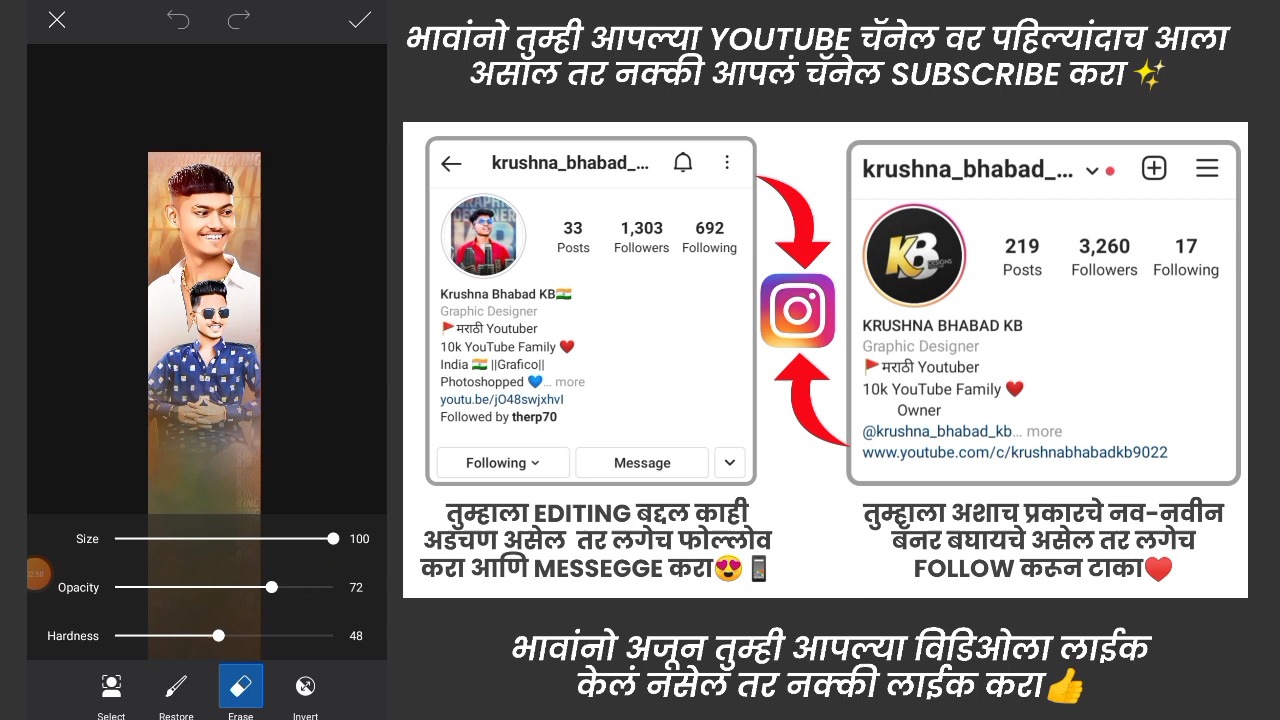 भावांनो तुम्ही आपल्या YOUTUBE चॅनेल वर पहिल्यांदाच आला
असाल तर नक्की आपलं चॅनेल SUBSCRIBE करा
krushna_bhabad_...
33
1,303
692
Posts
Followers
Following
Krushna Bhabad KB
Graphic Designer
मराठी Youtuber
10k YouTube Family
India ||Grafico||
Photoshopped ... more
youtu.be/jO48swjxhvI
Followed by therp70
Following
Message
krushna_bhabad_...
219
3,260
17
Posts
Followers
Following
KB
DESIGNS
KRUSHNA BHABAD KB
Graphic Designer
मराठी Youtuber
10k YouTube Family
Owner
@krushna_bhabad_kb... more
www.youtube.com/c/krushnabhabadkb9022
तुम्हाला EDITING बद्दल काही
अडचण असेल तर लगेच फोल्लोव
करा आणि MESSEGGE करा
तुम्हाला अशाच प्रकारचे नव-नवीन
बॅनर बघायचे असेल तर लगेच
FOLLOW करून टाका
भावांनो अजून तुम्ही आपल्या विडिओला लाईक
केलं नसेल तर नक्की लाईक करा
Size 100
02:50
Opacity 72
Hardness 48
Select Restore Erase Invert